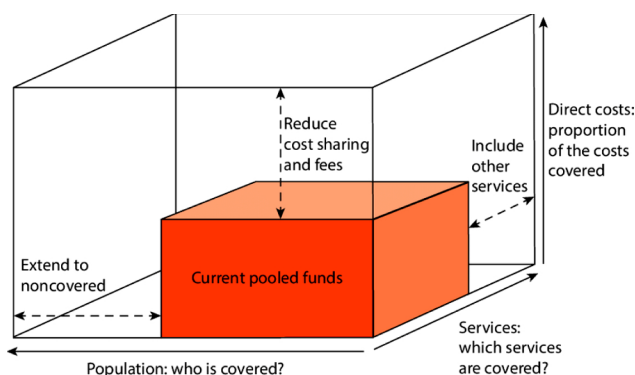 Reduce
cost sharing
and fees
Include
other
services
Direct costs:
proportion
of the costs
covered
Extend to
noncovered
Current pooled funds
Population: who is covered?
Services:
which services
are covered?